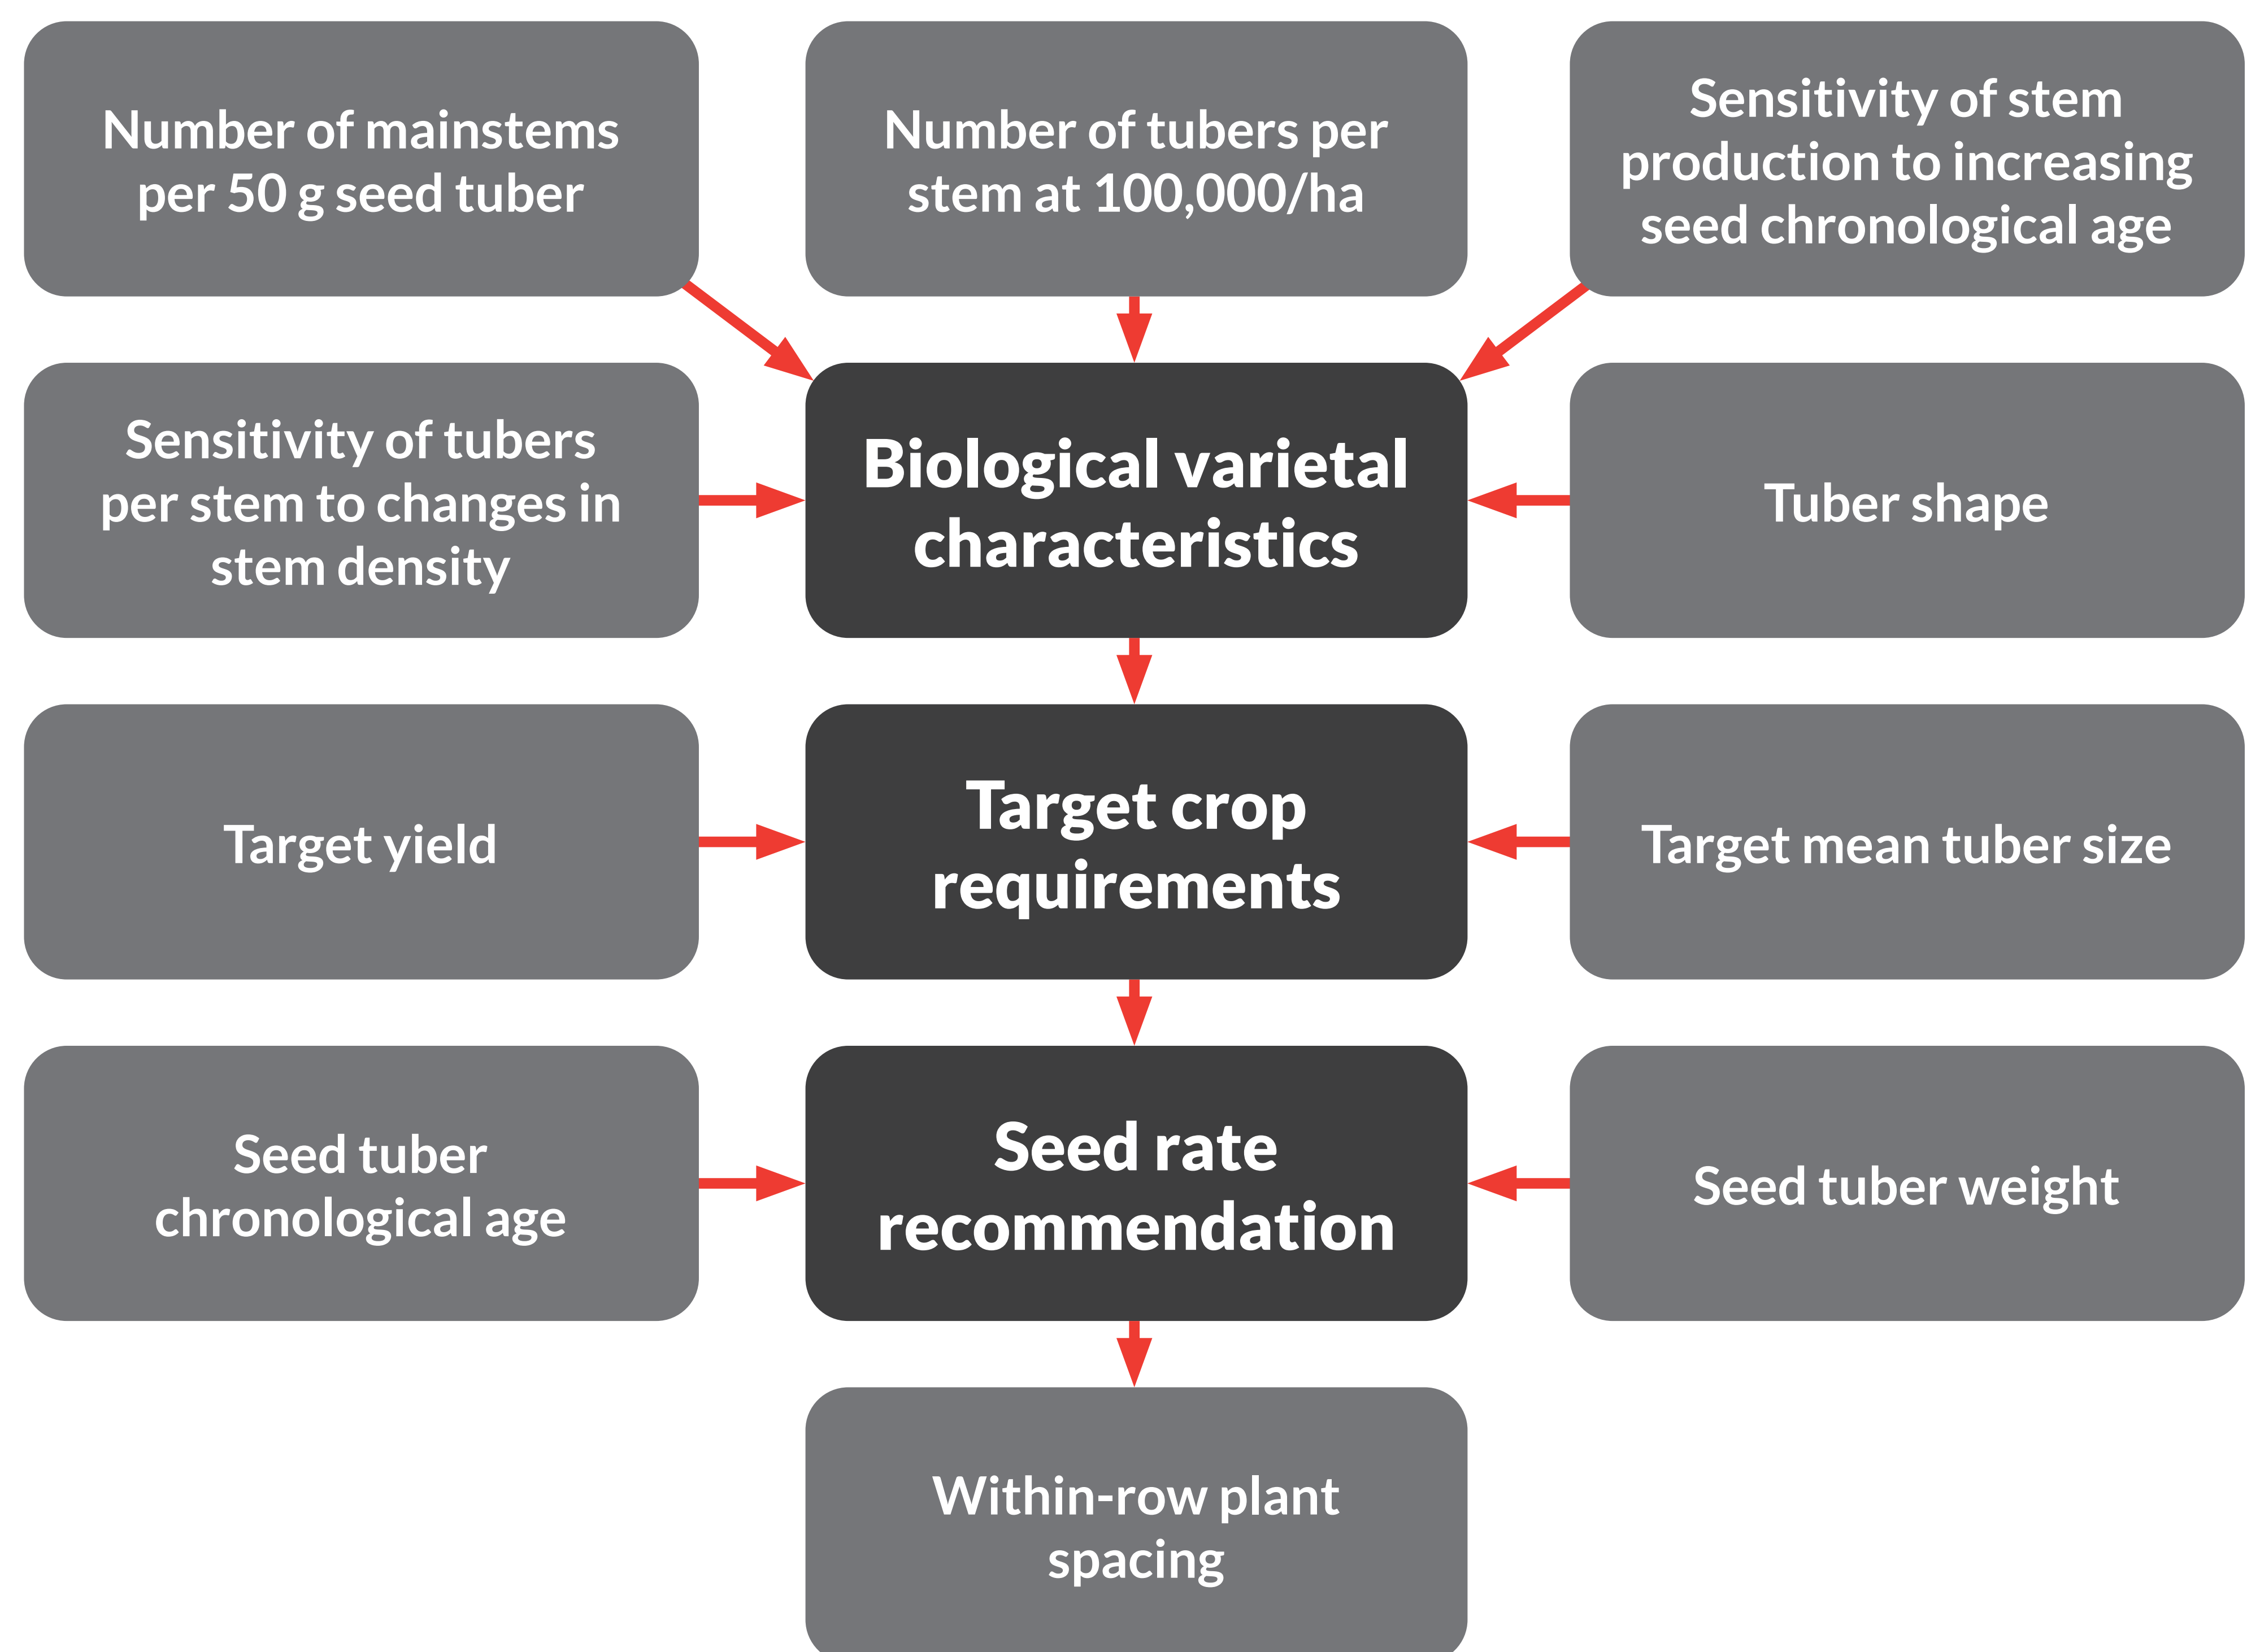 Number of mainstems
per 50 g seed tuber
Number of tubers per
stem at 100,000/ha
Sensitivity of stem
production to increasing
seed chronological age
Sensitivity of tubers
per stem to changes in
stem density
Biological varietal
characteristics
Tuber shape
Target yield
Target crop
requirements
Target mean tuber size
Seed tuber
chronological age
Seed rate
recommendation
Seed tuber weight
Within-row plant
spacing